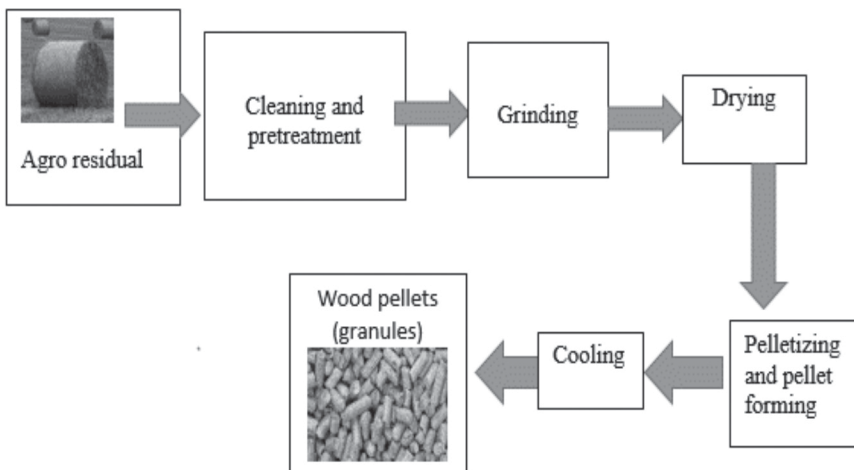 Agro residual
Cleaning and
pretreatment
Grinding
Drying
Pelletizing
and pellet
forming
Cooling
Wood pellets
(granules)